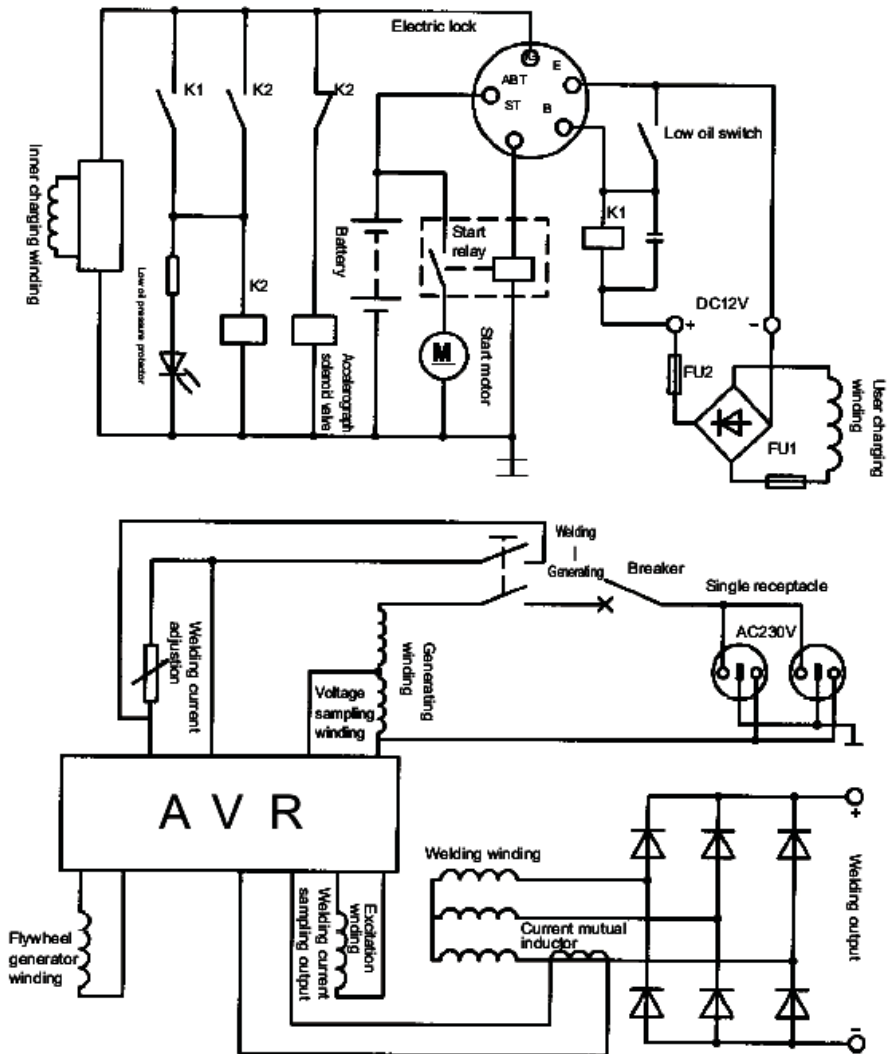 Electric lock
IG
E
ABT
ST
B
K1
K2
K2
Low oil switch
Inner charging winding
Battery
Start
relay
K1
DC12V
+
-
Low oil pressure protector
K2
Accelerograph
solenoid valve
M
Start motor
FU2
FU1
User charging
winding
Welding
Generating
Breaker
Single receptacle
AC230V
Welding current
adjustion
Generating
winding
Voltage
sampling
winding
A V R
Welding winding
+
Welding output
Current mutual
inductor
Flywheel
generator
winding
Welding current
sampling output
Excitation
wnding
-